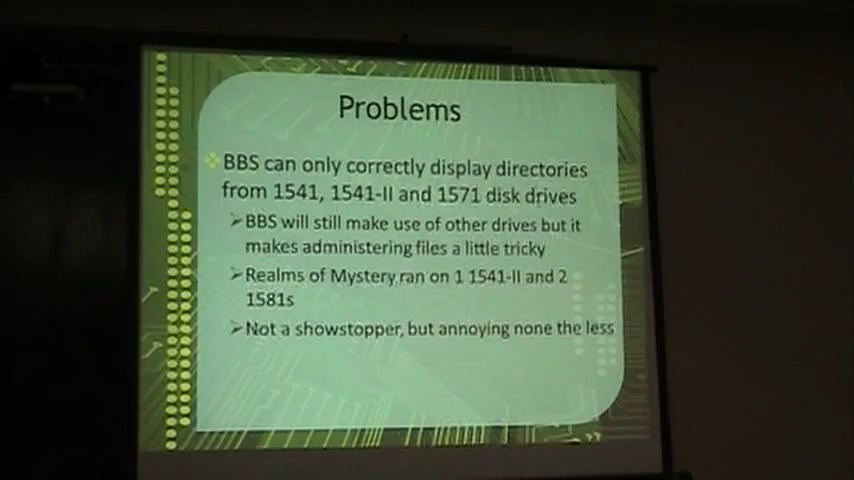 Problems
BBS can only correctly display directories
from 1541, 1541-II and 1571 disk drives
BBS will still make use of other drives but it
makes administering files a little tricky
Realms of Mystery ran on 1 1541-II and 2
1581s
Not a showstopper, but annoying none the less